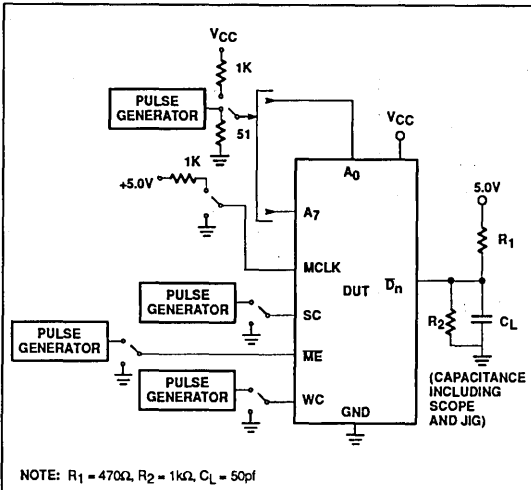 VCC
1K
PULSE
GENERATOR
51
VCC
1K
+5.0V
A0
5.0V
A7
R1
MCLK
DUT
Dn
PULSE
GENERATOR
SC
R2
CL
PULSE
GENERATOR
ME
PULSE
GENERATOR
WC
GND
(CAPACITANCE
INCLUDING
SCOPE
AND JIG)
NOTE: R1 = 470Ω, R2 = 1kΩ, CL = 50pf